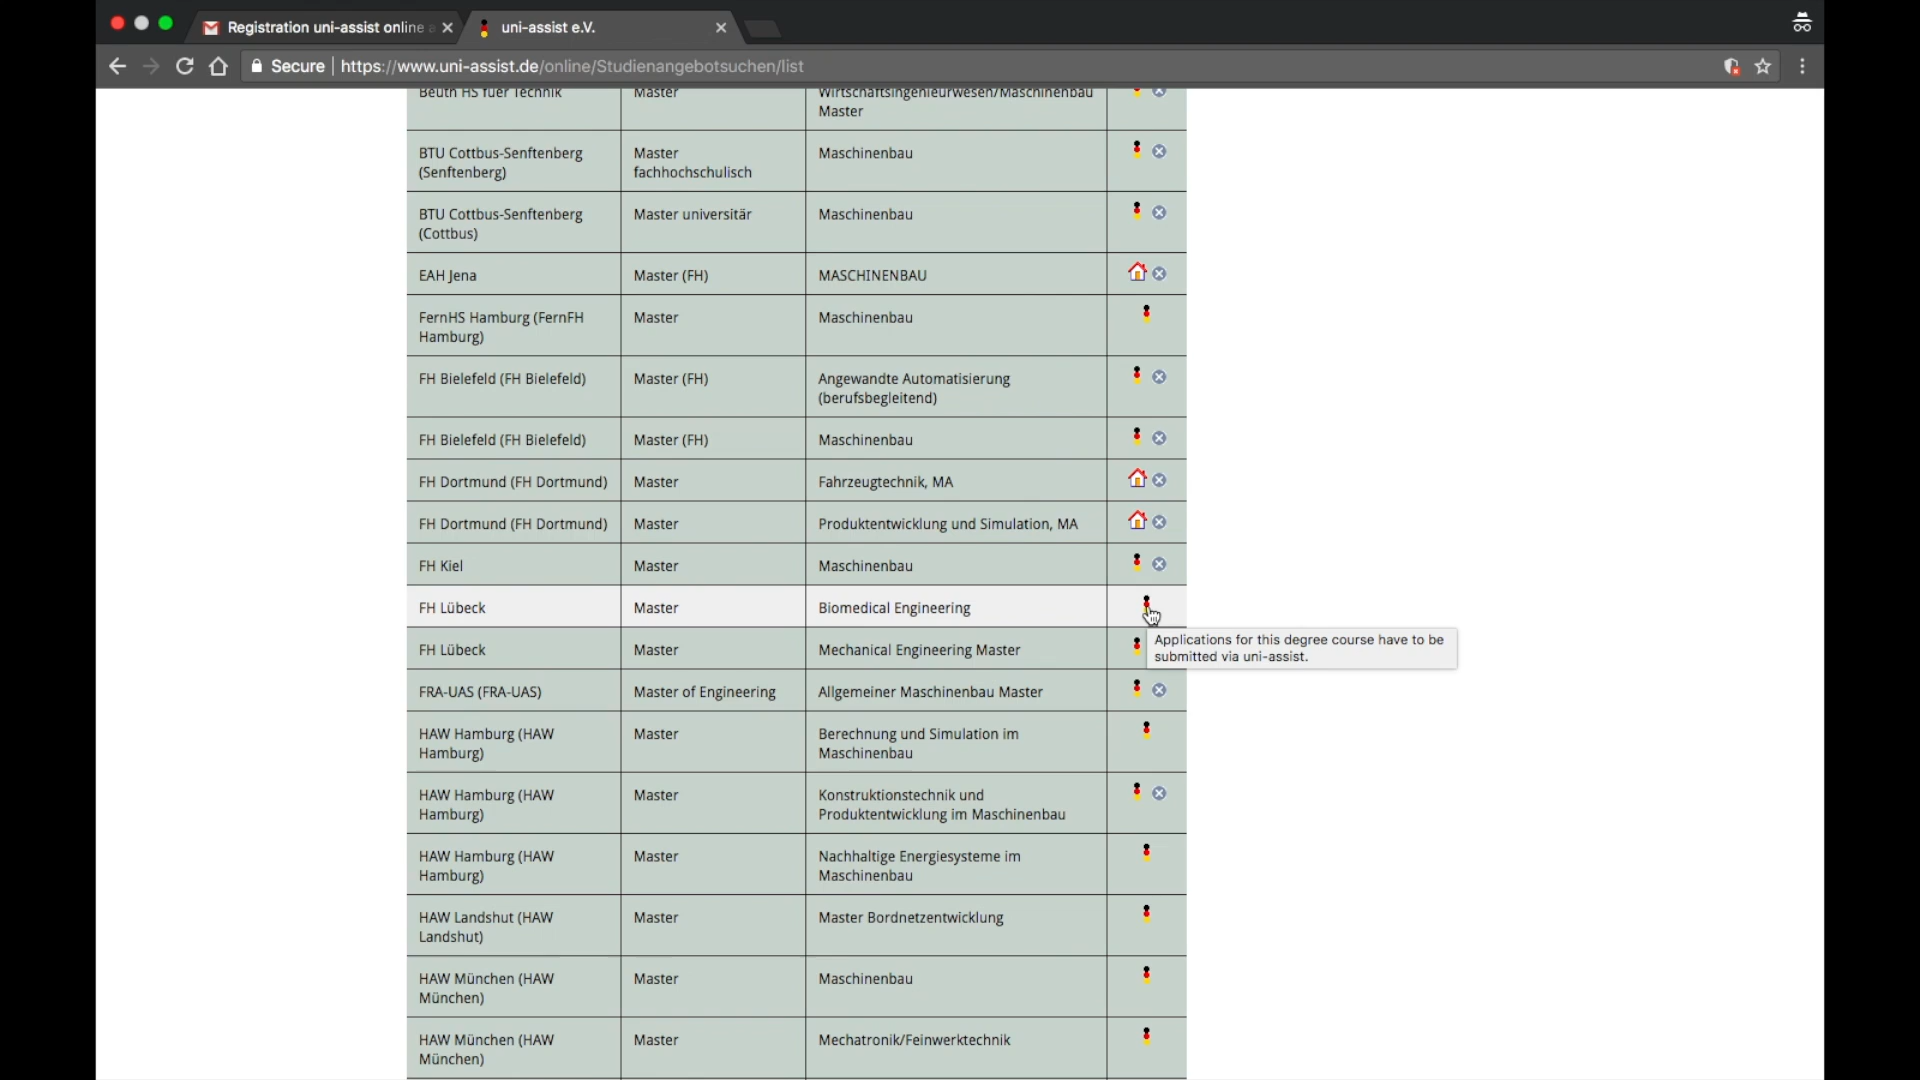 Registration uni-assist online a
uni-assist e.V.
Secure | https://www.uni-assist.de/online/Studienangebotsuchen/list
Beuth HS fuer Technik Master Wirtschaftsingenieurwesen/Maschinenbau
Master
BTU Cottbus-Senftenberg Master Maschinenbau
(Senftenberg) fachhochschulisch
BTU Cottbus-Senftenberg Master universitär Maschinenbau
(Cottbus)
EAH Jena Master (FH) MASCHINENBAU
FernHS Hamburg (FernFH Master Maschinenbau
Hamburg)
FH Bielefeld (FH Bielefeld) Master (FH) Angewandte Automatisierung
(berufsbegleitend)
FH Bielefeld (FH Bielefeld) Master (FH) Maschinenbau
FH Dortmund (FH Dortmund) Master Fahrzeugtechnik, MA
FH Dortmund (FH Dortmund) Master Produktentwicklung und Simulation, MA
FH Kiel Master Maschinenbau
FH Lübeck Master Biomedical Engineering
Applications for this degree course have to be
submitted via uni-assist.
FH Lübeck Master Mechanical Engineering Master
FRA-UAS (FRA-UAS) Master of Engineering Allgemeiner Maschinenbau Master
HAW Hamburg (HAW Master Berechnung und Simulation im
Hamburg) Maschinenbau
HAW Hamburg (HAW Master Konstruktionstechnik und
Hamburg) Produktentwicklung im Maschinenbau
HAW Hamburg (HAW Master Nachhaltige Energiesysteme im
Hamburg) Maschinenbau
HAW Landshut (HAW Master Master Bordnetzentwicklung
Landshut)
HAW München (HAW Master Maschinenbau
München)
HAW München (HAW Master Mechatronik/Feinwerktechnik
München)